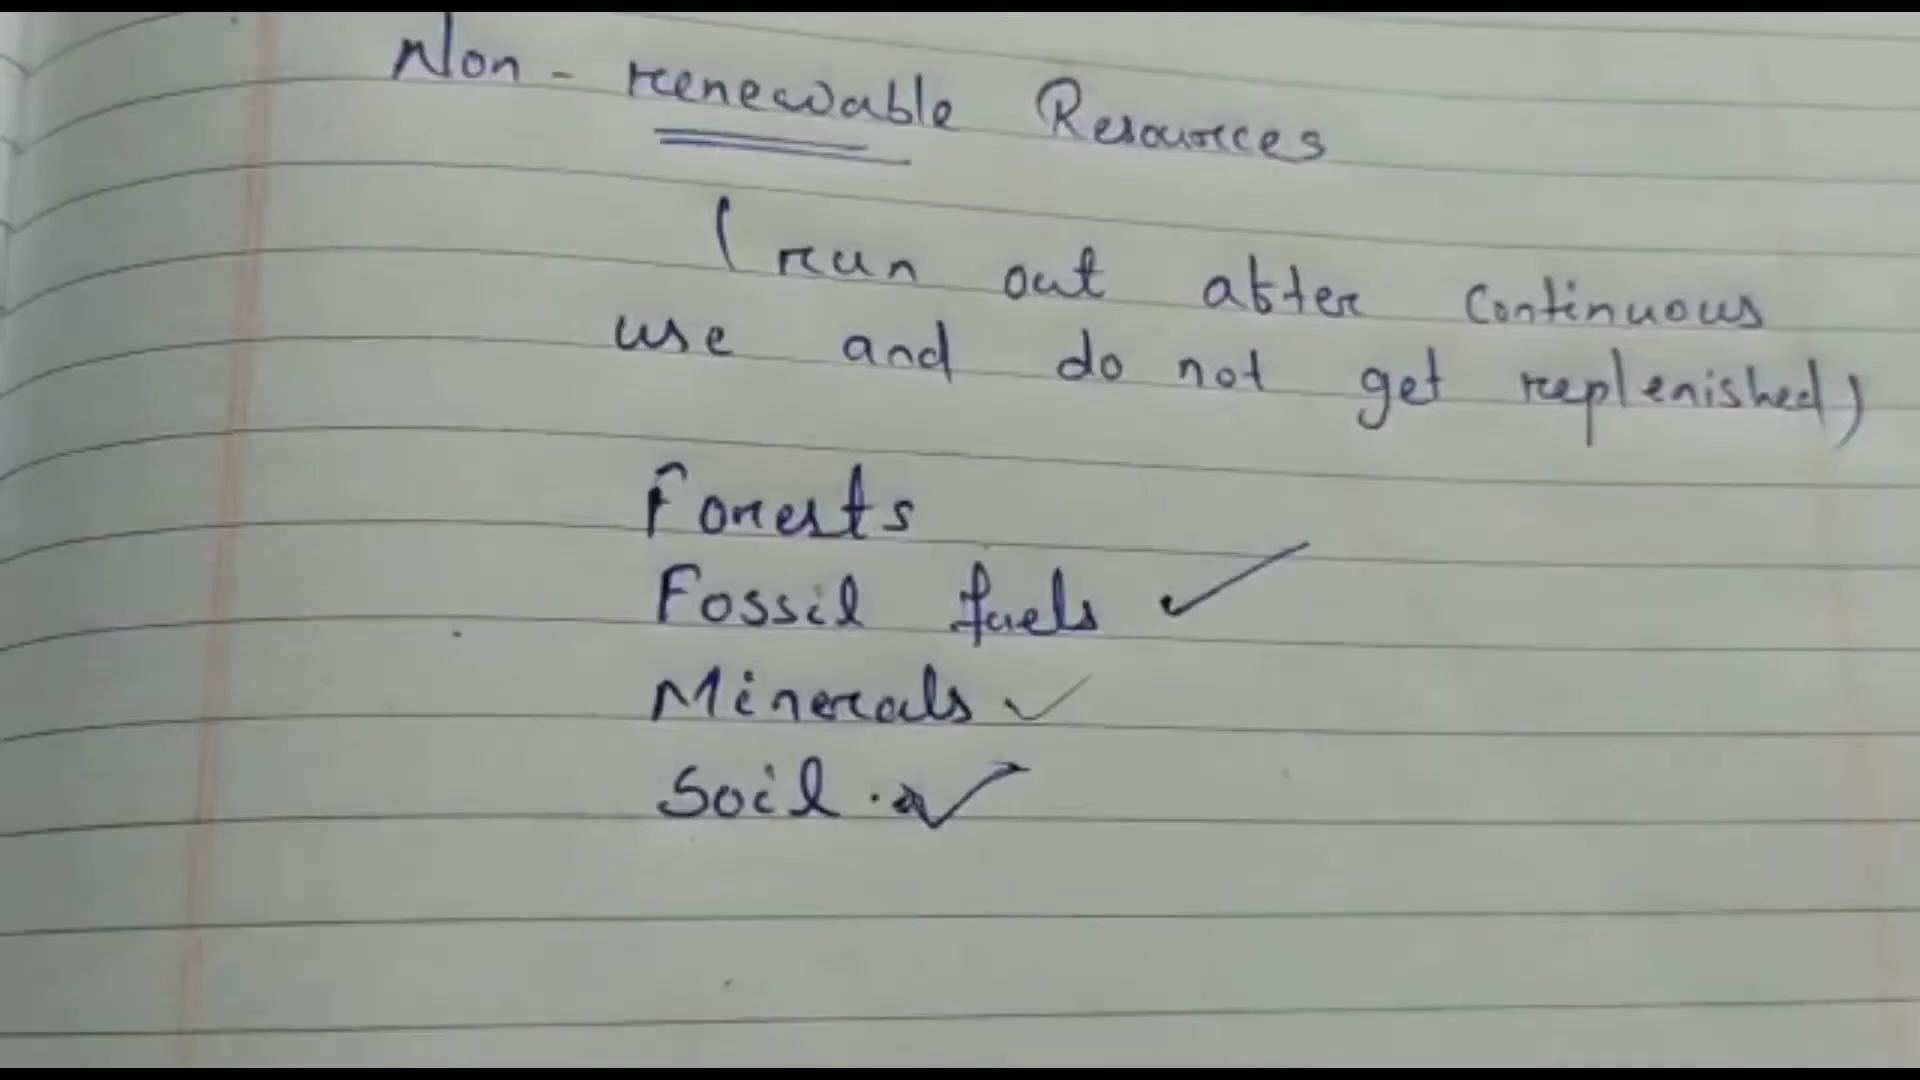 Non - renewable Resources
(run out after continuous
use and do not get replenished)
Forests
Fossil fuels ✓
Minerals ✓
Soil . ✓